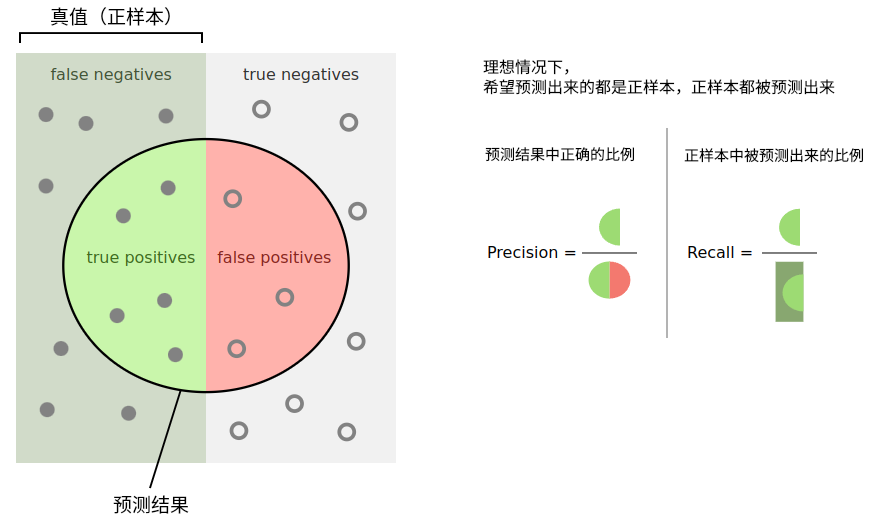 真值（正样本）
false negatives
true negatives
true positives
false positives
预测结果
理想情况下，
希望预测出来的都是正样本，正样本都被预测出来
预测结果中正确的比例
正样本中被预测出来的比例
Precision =
Recall =